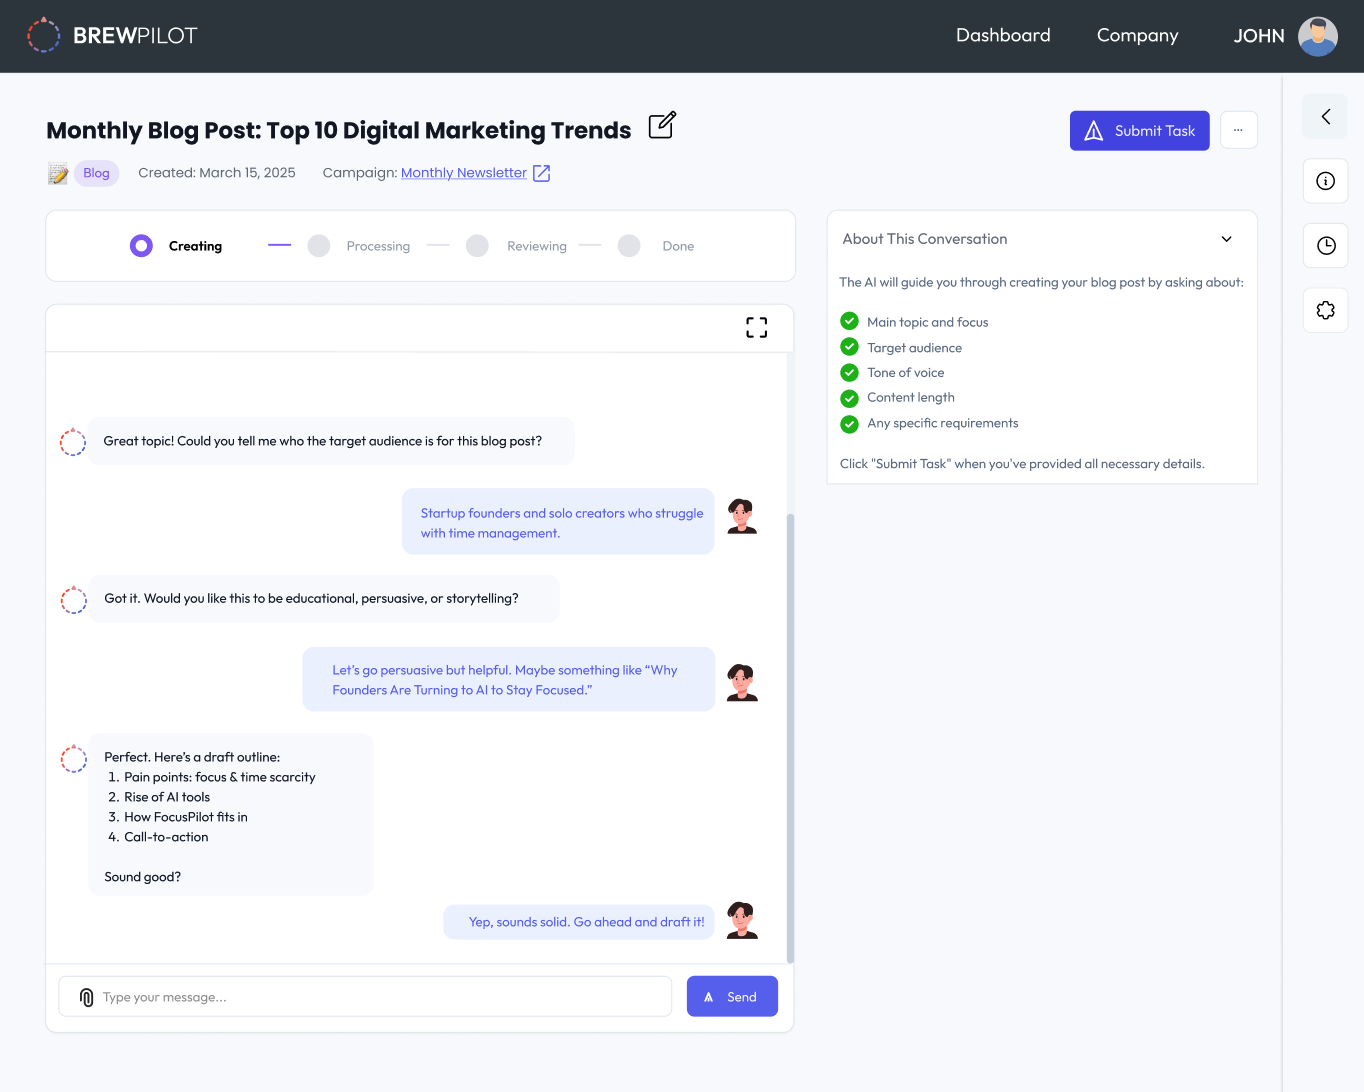 BREWPILOT
Dashboard
Company
JOHN
Monthly Blog Post: Top 10 Digital Marketing Trends
Submit Task
...
Blog
Created: March 15, 2025
Campaign: Monthly Newsletter
Creating
Processing
Reviewing
Done
About This Conversation
The AI will guide you through creating your blog post by asking about:
Main topic and focus
Target audience
Tone of voice
Content length
Any specific requirements
Click "Submit Task" when you've provided all necessary details.
Great topic! Could you tell me who the target audience is for this blog post?
Startup founders and solo creators who struggle
with time management.
Got it. Would you like this to be educational, persuasive, or storytelling?
Let's go persuasive but helpful. Maybe something like “Why
Founders Are Turning to AI to Stay Focused.”
Perfect. Here's a draft outline:
1. Pain points: focus & time scarcity
2. Rise of AI tools
3. How FocusPilot fits in
4. Call-to-action
Sound good?
Yep, sounds solid. Go ahead and draft it!
Type your message...
Send